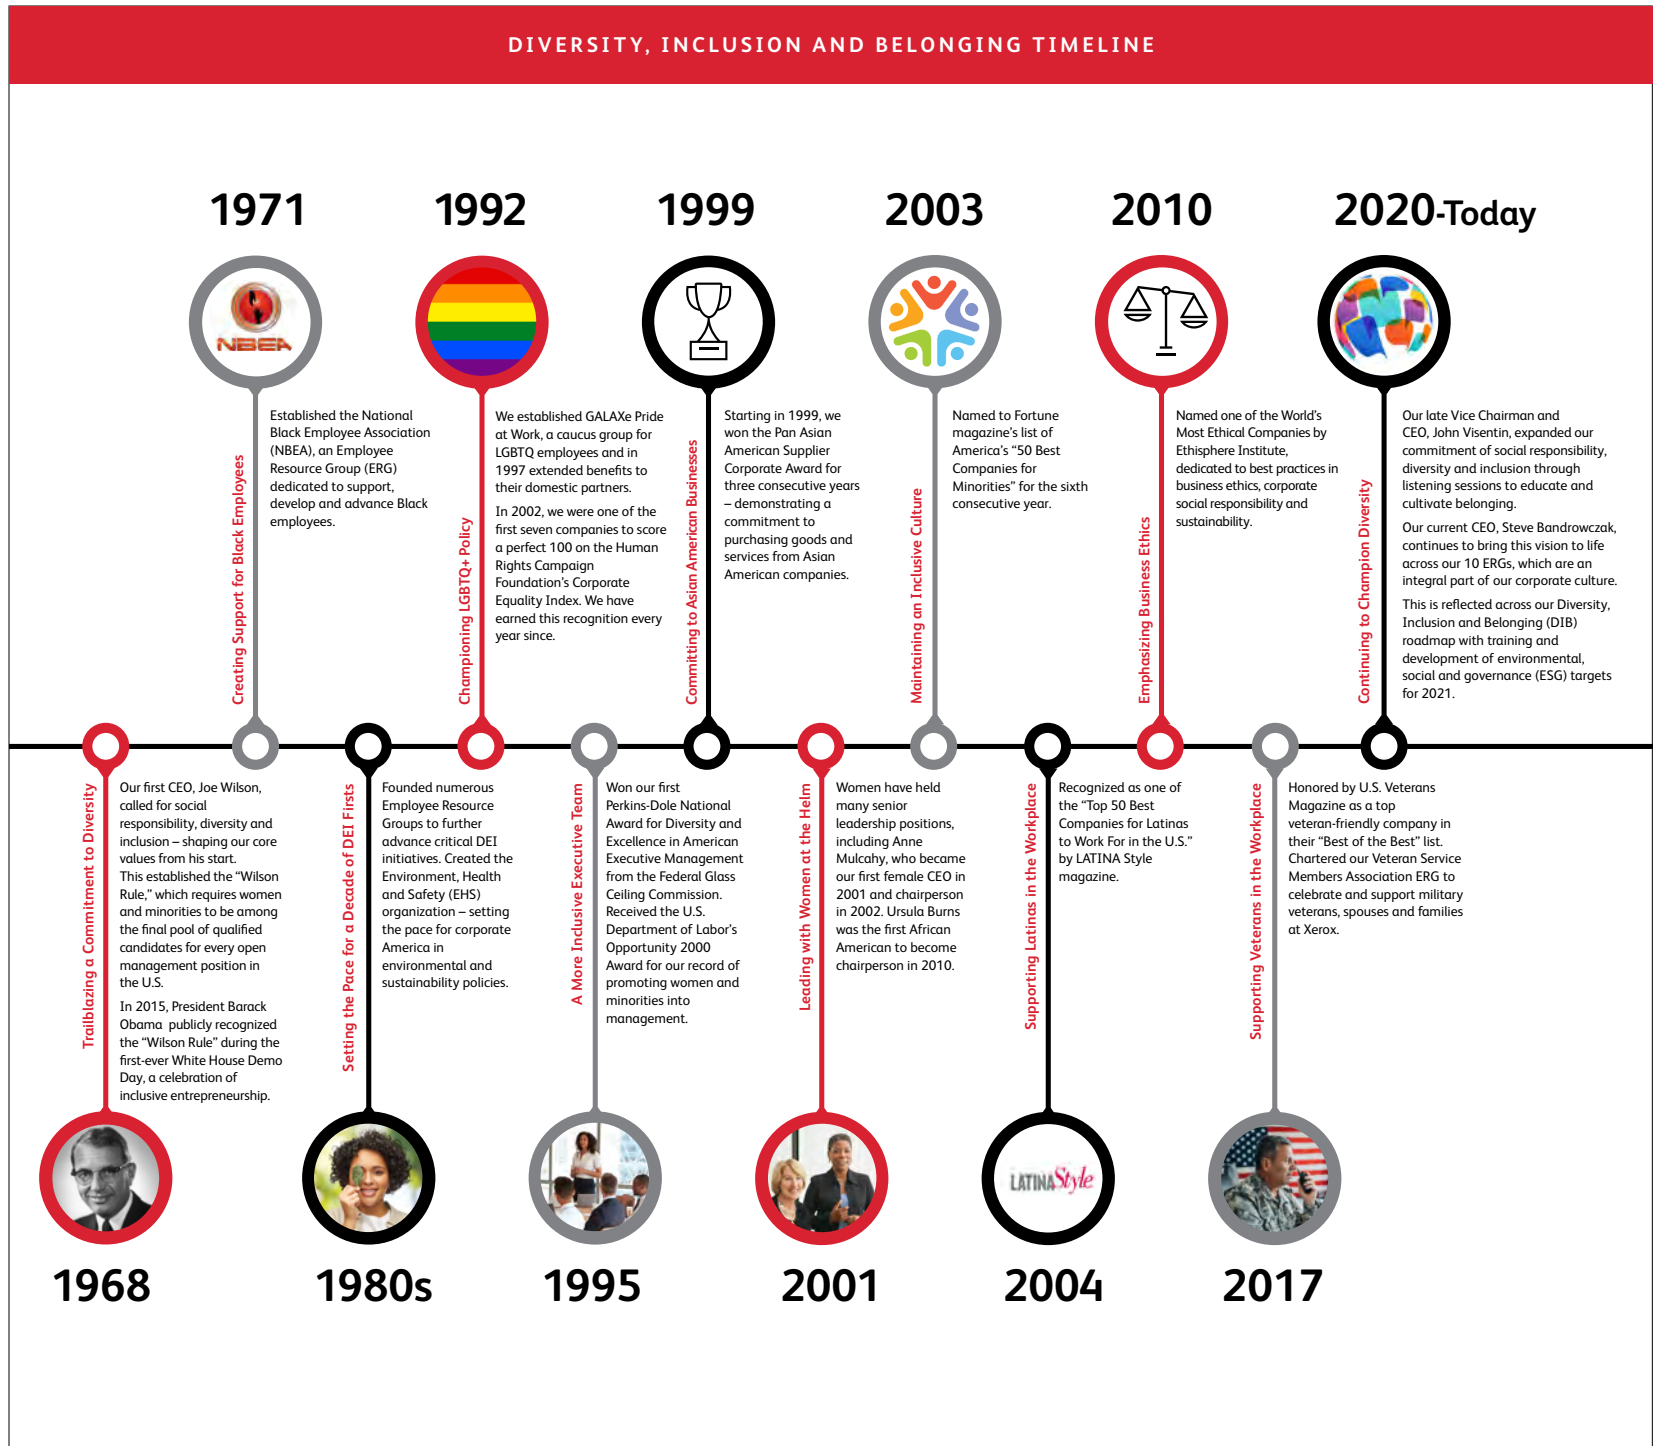 DIVERSITY, INCLUSION AND BELONGING TIMELINE
1971
NBEA
Creating Support for Black Employees
Established the National
Black Employee Association
(NBEA), an Employee
Resource Group (ERG)
dedicated to support,
develop and advance Black
employees.
1992
Championing LGBTQ+ Policy
We established GALAXe Pride
at Work, a caucus group for
LGBTQ employees and in
1997 extended benefits to
their domestic partners.
In 2002, we were one of the
first seven companies to score
a perfect 100 on the Human
Rights Campaign
Foundation’s Corporate
Equality Index. We have
earned this recognition every
year since.
1999
Committing to Asian American Businesses
Starting in 1999, we
won the Pan Asian
American Supplier
Corporate Award for
three consecutive years
– demonstrating a
commitment to
purchasing goods and
services from Asian
American companies.
2003
Maintaining an Inclusive Culture
Named to Fortune
magazine’s list of
America’s “50 Best
Companies for
Minorities” for the sixth
consecutive year.
2010
Emphasizing Business Ethics
Named one of the World’s
Most Ethical Companies by
Ethisphere Institute,
dedicated to best practices in
business ethics, corporate
social responsibility and
sustainability.
2020-Today
Continuing to Champion Diversity
Our late Vice Chairman and
CEO, John Visentin, expanded our
commitment of social responsibility,
diversity and inclusion through
listening sessions to educate and
cultivate belonging.
Our current CEO, Steve Bandrowczak,
continues to bring this vision to life
across our 10 ERGs, which are an
integral part of our corporate culture.
This is reflected across our Diversity,
Inclusion and Belonging (DIB)
roadmap with training and
development of environmental,
social and governance (ESG) targets
for 2021.
Trailblazing a Commitment to Diversity
Our first CEO, Joe Wilson,
called for social
responsibility, diversity and
inclusion – shaping our core
values from his start.
This established the “Wilson
Rule,” which requires women
and minorities to be among
the final pool of qualified
candidates for every open
management position in
the U.S.
In 2015, President Barack
Obama publicly recognized
the “Wilson Rule” during the
first-ever White House Demo
Day, a celebration of
inclusive entrepreneurship.
1968
Setting the Pace for a Decade of DEI Firsts
Founded numerous
Employee Resource
Groups to further
advance critical DEI
initiatives. Created the
Environment, Health
and Safety (EHS)
organization – setting
the pace for corporate
America in
environmental and
sustainability policies.
1980s
A More Inclusive Executive Team
Won our first
Perkins-Dole National
Award for Diversity and
Excellence in American
Executive Management
from the Federal Glass
Ceiling Commission.
Received the U.S.
Department of Labor’s
Opportunity 2000
Award for our record of
promoting women and
minorities into
management.
1995
Leading with Women at the Helm
Women have held
many senior
leadership positions,
including Anne
Mulcahy, who became
our first female CEO in
2001 and chairperson
in 2002. Ursula Burns
was the first African
American to become
chairperson in 2010.
2001
Supporting Latinas in the Workplace
Recognized as one of
the “Top 50 Best
Companies for Latinas
to Work For in the U.S.”
by LATINA Style
magazine.
LATINAStyle
2004
Supporting Veterans in the Workplace
Honored by U.S. Veterans
Magazine as a top
veteran-friendly company in
their “Best of the Best” list.
Chartered our Veteran Service
Members Association ERG to
celebrate and support military
veterans, spouses and families
at Xerox.
2017